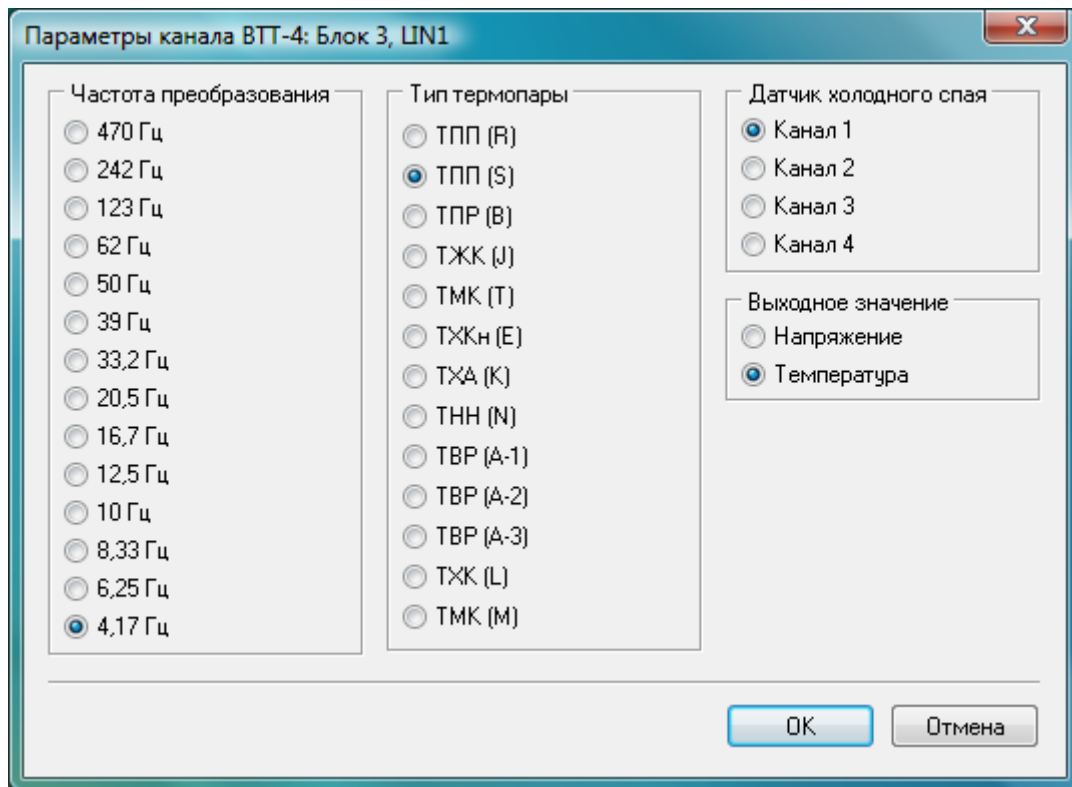 Параметры канала ВТТ-4: Блок 3, LIN1
Частота преобразования
470 Гц
242 Гц
123 Гц
62 Гц
50 Гц
39 Гц
33,2 Гц
20,5 Гц
16,7 Гц
12,5 Гц
10 Гц
8,33 Гц
6,25 Гц
4,17 Гц
Тип термопары
ТПП (R)
ТПП (S)
ТПР (B)
ТЖК (J)
ТМК (T)
ТХКн (E)
ТХА (K)
ТНН (N)
ТВР (A-1)
ТВР (A-2)
ТВР (A-3)
ТХК (L)
ТМК (M)
Датчик холодного спая
Канал 1
Канал 2
Канал 3
Канал 4
Выходное значение
Напряжение
Температура
OK
Отмена